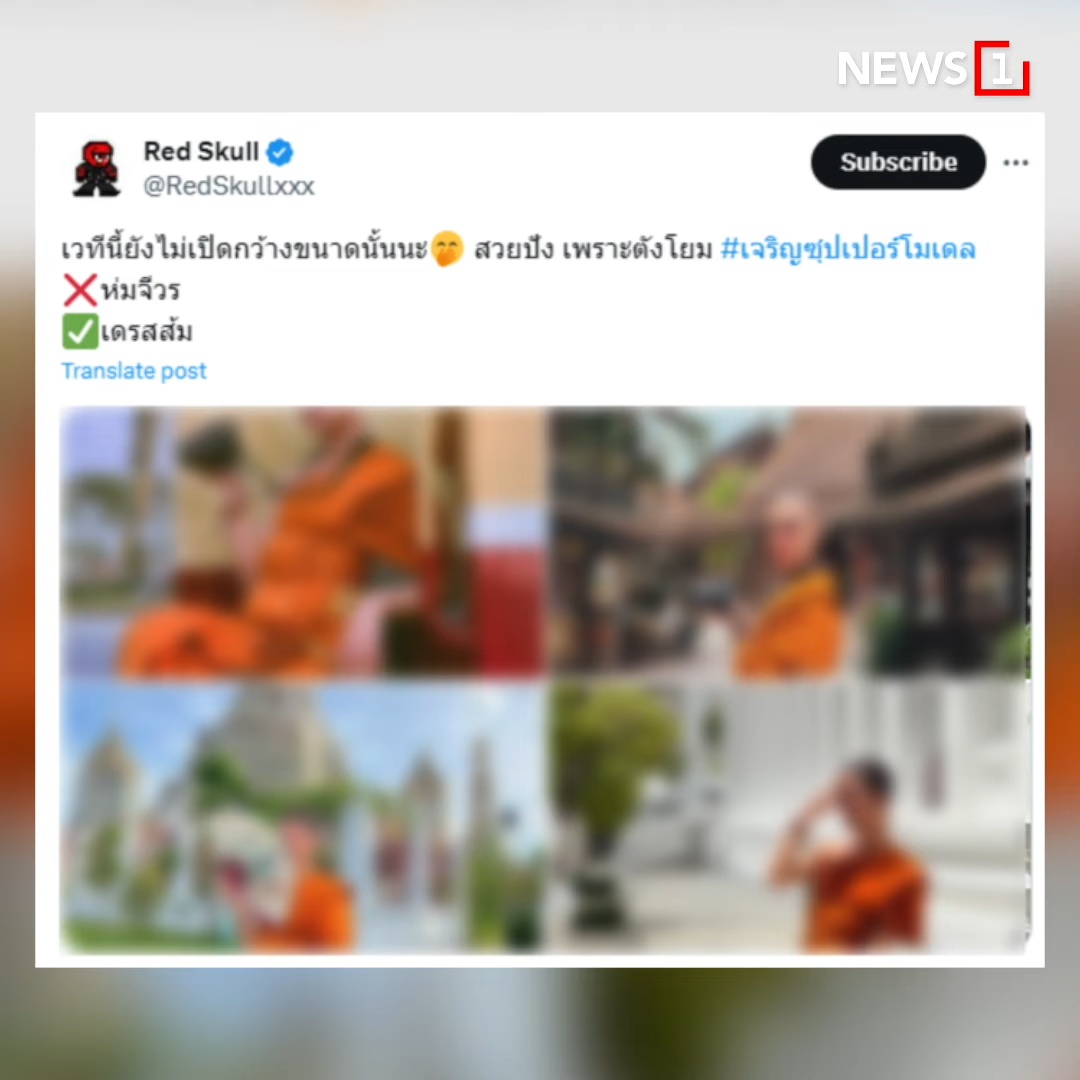 NEWS 1
Red Skull
@RedSkullxxx
Subscribe
เวทีนี้ยังไม่เปิดกว้างขนาดนั้นนะ🤭 สวยปัง เพราะตังโยม #เจริญซุปเปอร์โมเดล
❌ห่มจีวร
✅เดรสส้ม
Translate post